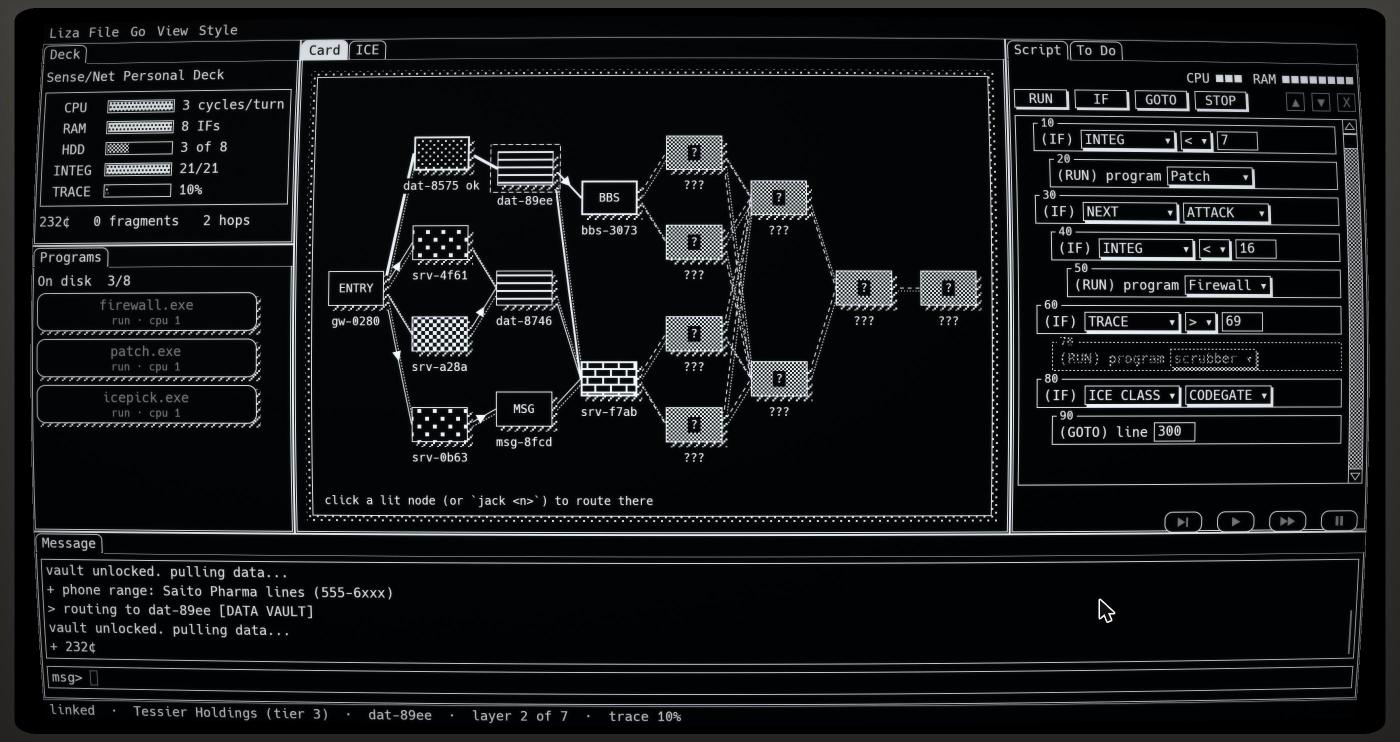 Liza File Go View Style
Deck
Sense/Net Personal Deck
CPU 3 cycles/turn
RAM 8 IFs
HDD 3 of 8
INTEG 21/21
TRACE 10%
232¢ 0 fragments 2 hops
Programs
On disk 3/8
firewall.exe
run · cpu 1
patch.exe
run · cpu 1
icepick.exe
run · cpu 1
Card ICE
dat-8575 ok
dat-89ee
BBS
bbs-3073
?
???
?
???
?
???
srv-4f61
ENTRY
gw-0280
dat-8746
srv-a28a
?
???
?
???
?
???
srv-0b63
MSG
msg-8fcd
srv-f7ab
?
???
?
???
click a lit node (or `jack <n>`) to route there
Script To Do
CPU RAM
RUN IF GOTO STOP ▲ ▼ X
10
(IF) INTEG ▾ < ▾ 7
20
(RUN) program Patch ▾
30
(IF) NEXT ▾ ATTACK ▾
40
(IF) INTEG ▾ < ▾ 16
50
(RUN) program Firewall ▾
60
(IF) TRACE ▾ > ▾ 69
(RUN) program scrubber ▾
80
(IF) ICE CLASS ▾ CODEGATE ▾
90
(GOTO) line 300
Message
vault unlocked. pulling data...
+ phone range: Saito Pharma lines (555-6xxx)
> routing to dat-89ee [DATA VAULT]
vault unlocked. pulling data...
+ 232¢
msg>
linked · Tessier Holdings (tier 3) · dat-89ee · layer 2 of 7 · trace 10%